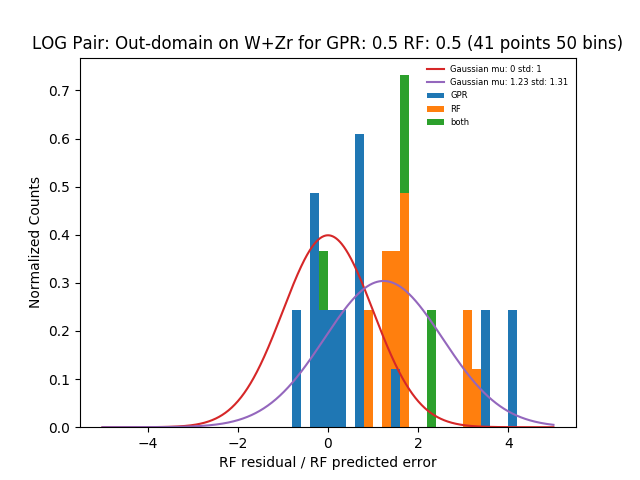 LOG Pair: Out-domain on W+Zr for GPR: 0.5 RF: 0.5 (41 points 50 bins)
Gaussian mu: 0 std: 1
Gaussian mu: 1.23 std: 1.31
GPR
RF
both
0.7
0.6
0.5
0.4
0.3
0.2
0.1
0.0
Normalized Counts
−4 −2 0 2 4
RF residual / RF predicted error